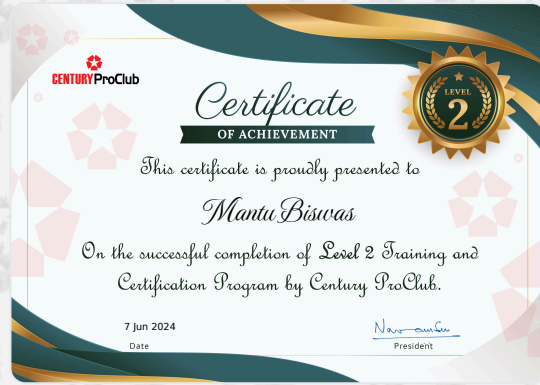 CENTURY ProClub
Certificate
OF ACHIEVEMENT
LEVEL
2
This certificate is proudly presented to
Mantu Biswas
On the successful completion of Level 2 Training and
Certification Program by Century ProClub.
7 Jun 2024
Date
President